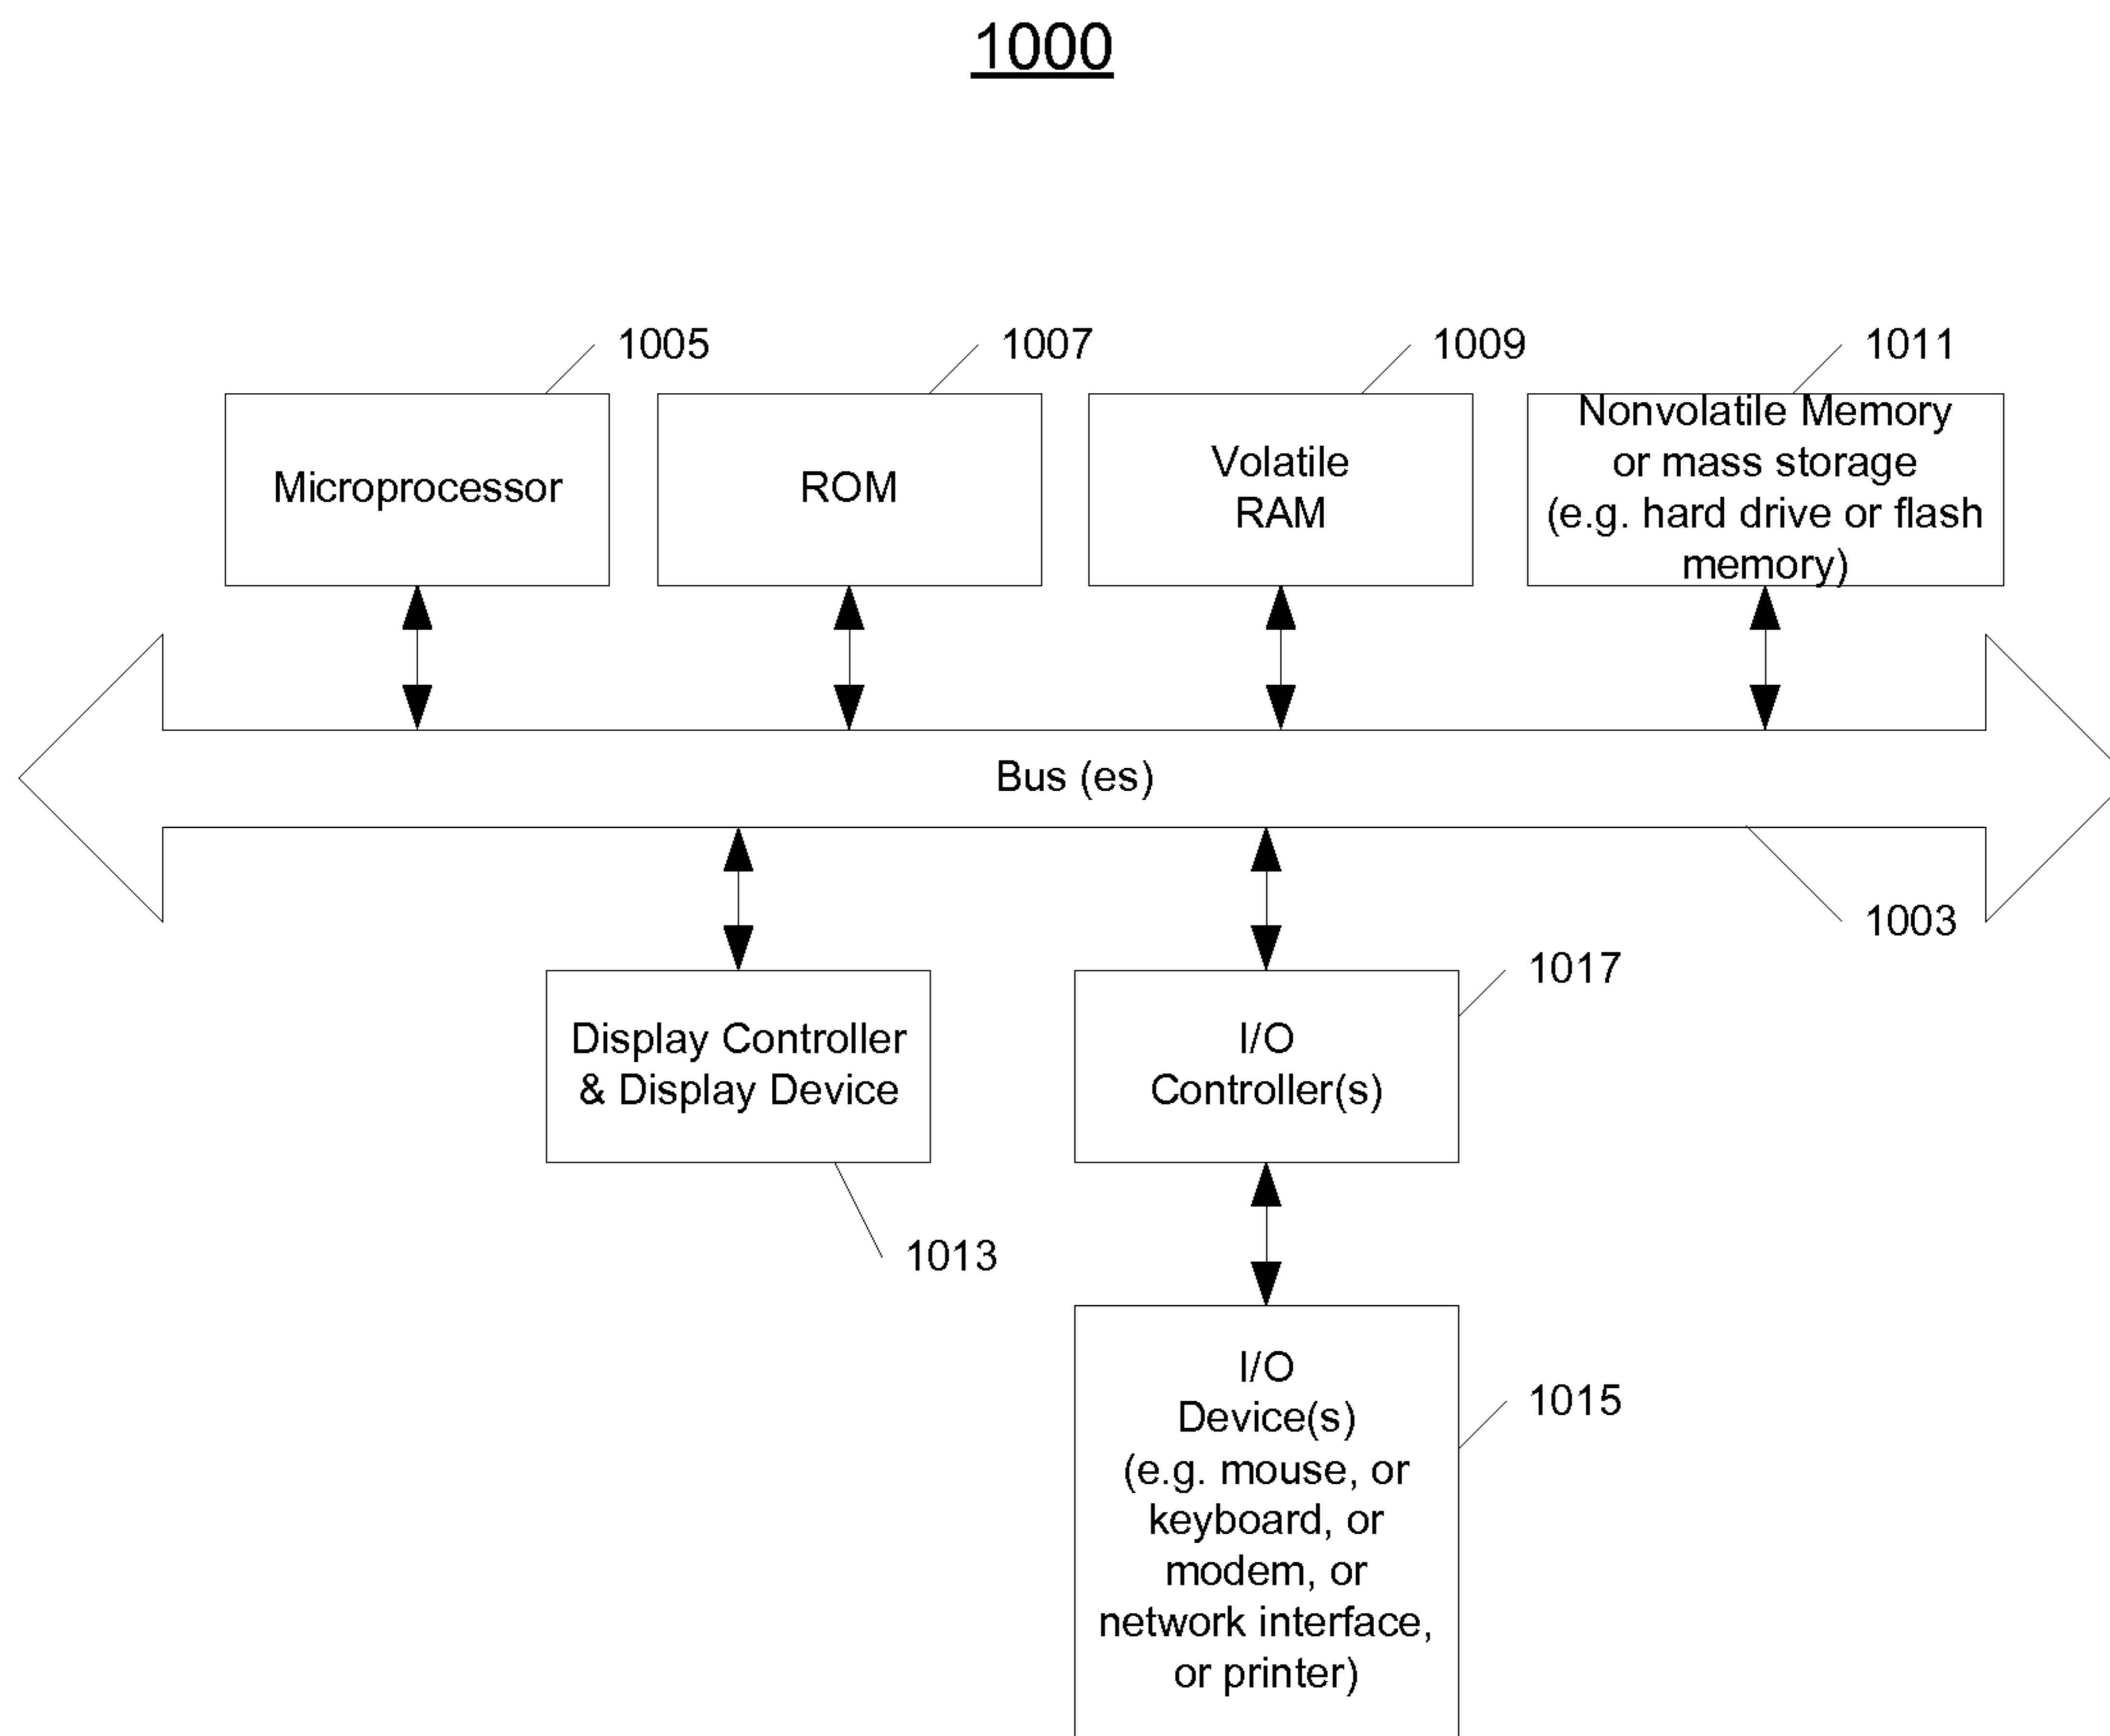 1000
1005
1007
1009
1011
Microprocessor
ROM
Volatile
RAM
Nonvolatile Memory
or mass storage
(e.g. hard drive or flash
memory)
Bus (es)
1003
1017
Display Controller
& Display Device
I/O
Controller(s)
1013
I/O
Device(s)
(e.g. mouse, or
keyboard, or
modem, or
network interface,
or printer)
1015